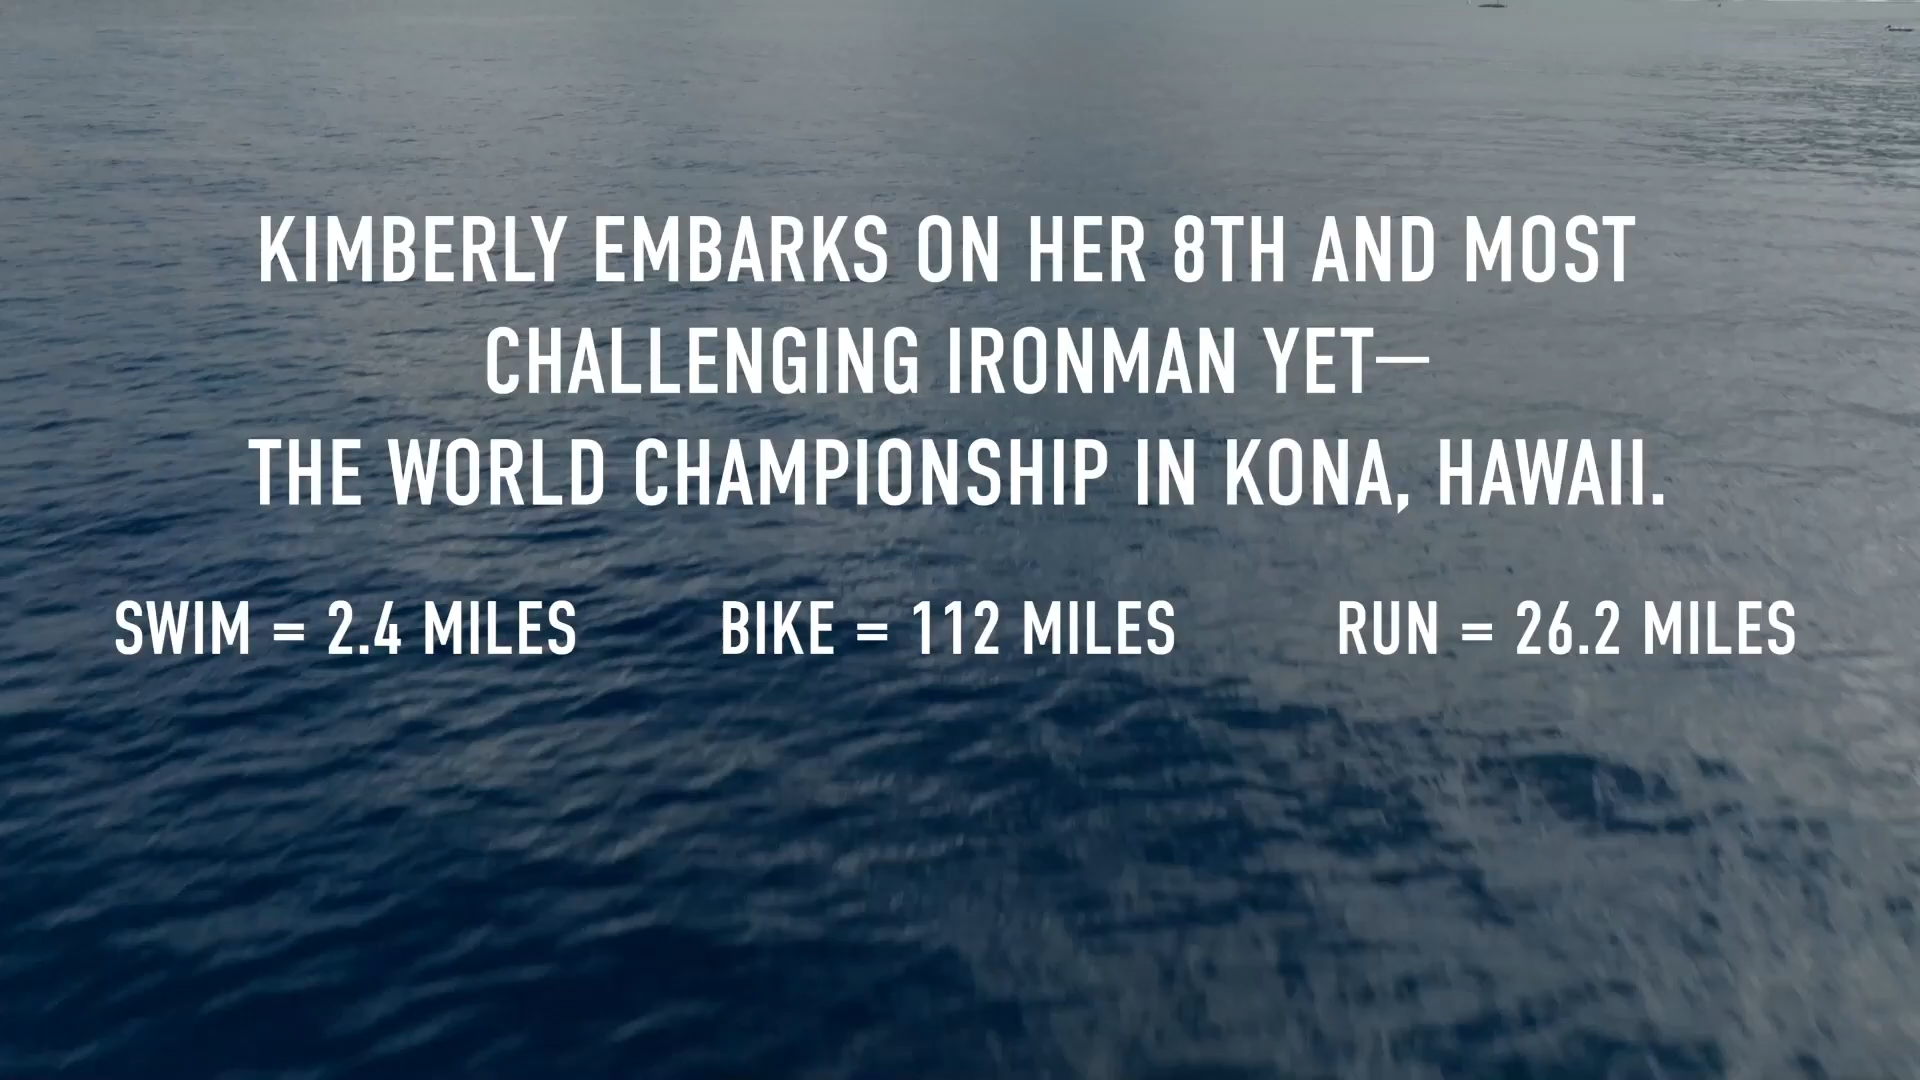 KIMBERLY EMBARKS ON HER 8TH AND MOST
CHALLENGING IRONMAN YET—
THE WORLD CHAMPIONSHIP IN KONA, HAWAII.
SWIM = 2.4 MILES BIKE = 112 MILES RUN = 26.2 MILES